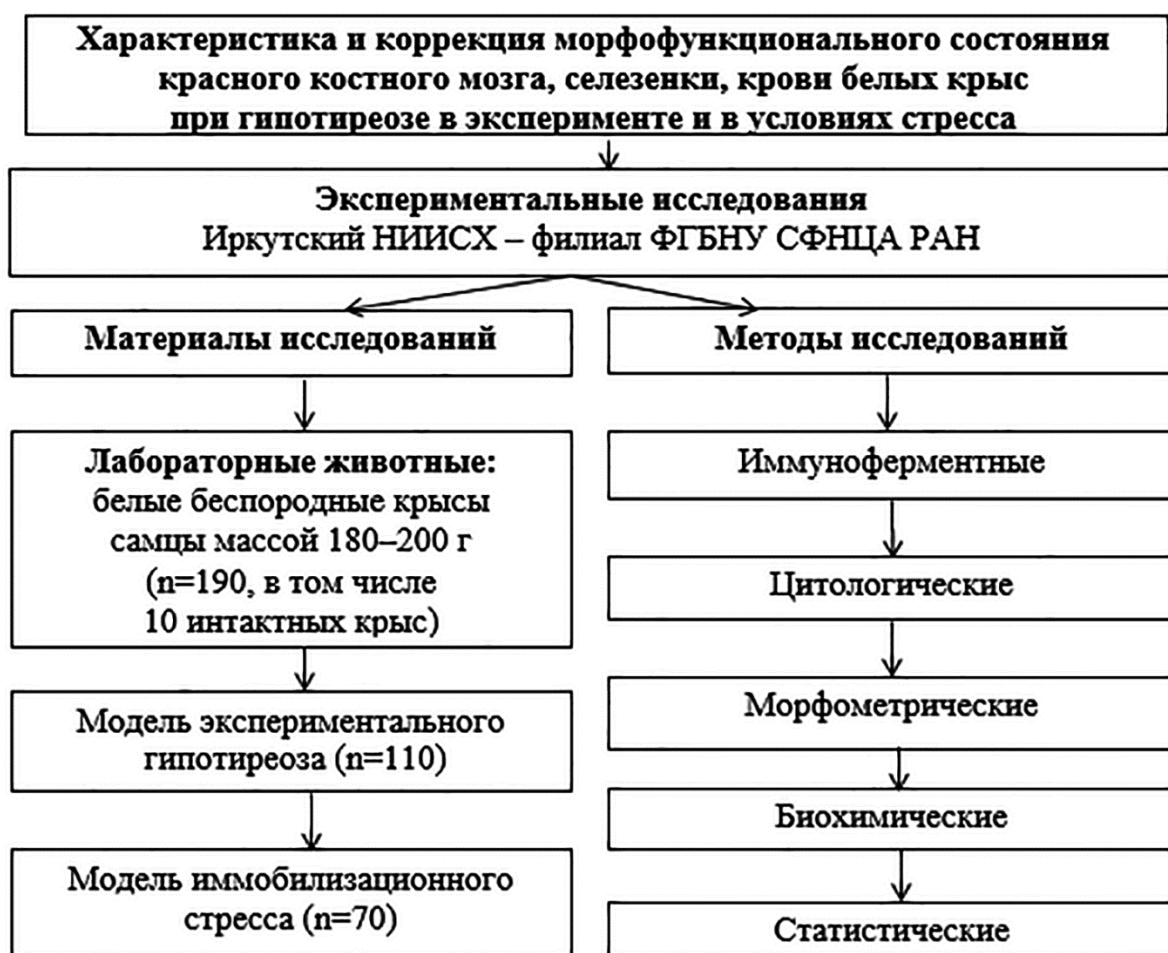 Характеристика и коррекция морфофункционального состояния
красного костного мозга, селезенки, крови белых крыс
при гипотиреозе в эксперименте и в условиях стресса
Экспериментальные исследования
Иркутский НИИСХ – филиал ФГБНУ СФНЦА РАН
Материалы исследований
Лабораторные животные:
белые беспородные крысы
самцы массой 180–200 г
(n=190, в том числе
10 интактных крыс)
Модель экспериментального
гипотиреоза (n=110)
Модель иммобилизационного
стресса (n=70)
Методы исследований
Иммуноферментные
Цитологические
Морфометрические
Биохимические
Статистические